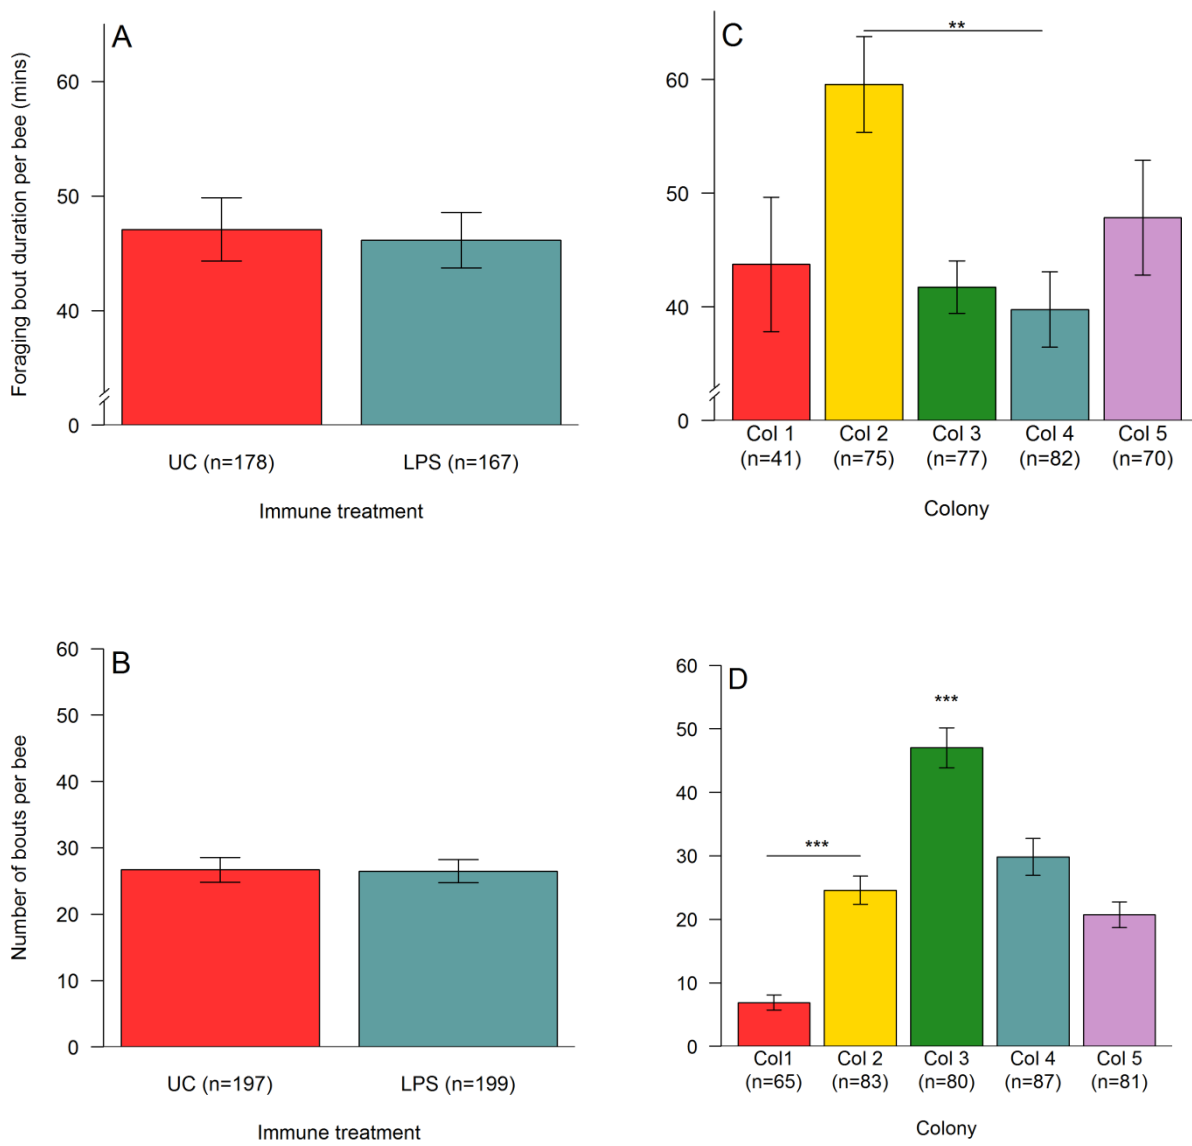 A
Foraging bout duration per bee (mins)
60
50
40
0
UC (n=178) LPS (n=167)
Immune treatment
C
**
60
50
40
0
Col 1 Col 2 Col 3 Col 4 Col 5
(n=41) (n=75) (n=77) (n=82) (n=70)
Colony
B
Number of bouts per bee
60
50
40
30
20
10
0
UC (n=197) LPS (n=199)
Immune treatment
D
60
***
50
40
30
***
20
10
0
Col1 Col 2 Col 3 Col 4 Col 5
(n=65) (n=83) (n=80) (n=87) (n=81)
Colony